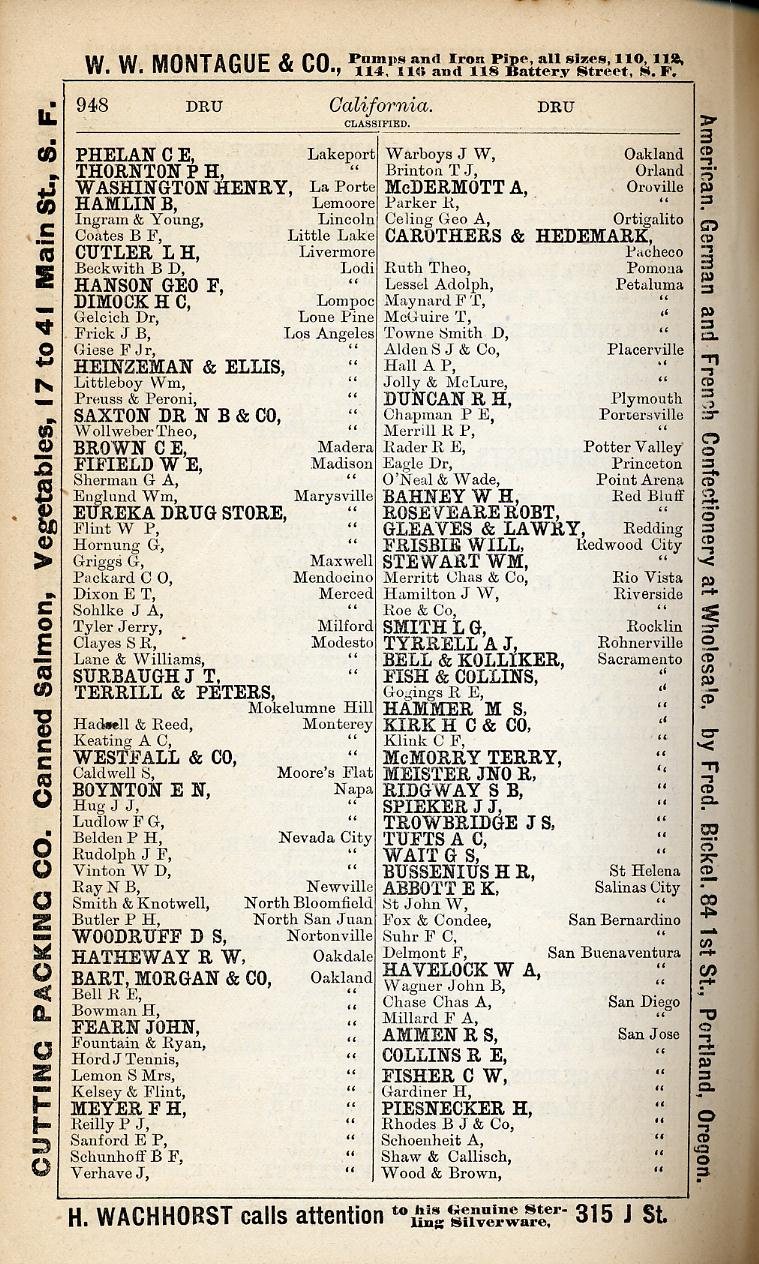 W. W. MONTAGUE & CO., Pumps and Iron Pipe, all sizes, 110, 112,
114, 116 and 118 Battery Street, S. F.
948 DRU California. DRU
CLASSIFIED.
PHELAN C E, Lakeport
THORNTON P H, “
WASHINGTON HENRY, La Porte
HAMLIN B, Lemoore
Ingram & Young, Lincoln
Coates B F, Little Lake
CUTLER L H, Livermore
Beckwith B D, Lodi
HANSON GEO F, “
DIMOCK H C, Lompoc
Gelcich Dr, Lone Pine
Frick J B, Los Angeles
Giese F Jr, “
HEINZEMAN & ELLIS, “
Littleboy Wm, “
Preuss & Peroni, “
SAXTON DR N B & CO, “
Wollweber Theo, “
BROWN C E, Madera
FIFIELD W E, Madison
Sherman G A, “
Englund Wm, Marysville
EUREKA DRUG STORE, “
Flint W P, “
Hornung G, “
Griggs G, Maxwell
Packard C O, Mendocino
Dixon E T, Merced
Sohlke J A, “
Tyler Jerry, Milford
Clayes S R, Modesto
Lane & Williams, “
SURBAUGH J T, “
TERRILL & PETERS,
Mokelumne Hill
& Reed, Monterey
Keating A C, “
WESTFALL & CO, “
Caldwell S, Moore's Flat
BOYNTON E N, Napa
Hug J J, “
Ludlow F G, “
Belden P H, Nevada City
Rudolph J F, “
Vinton W D, “
Ray N B, Newville
Smith & Knotwell, North Bloomfield
Butler P H, North San Juan
WOODRUFF D S, Nortonville
HATHEWAY R W, Oakdale
BART, MORGAN & CO, Oakland
Bell R E, “
Bowman H, “
FEARN JOHN, “
Fountain & Ryan, “
Hord J Tennis, “
Lemon S Mrs, “
Kelsey & Flint, “
MEYER F H, “
Reilly P J, “
Sanford E P, “
Schunhoff B F, “
Verhave J, “
Warboys J W, Oakland
Brinton T J, Orland
McDERMOTT A, Oroville
Parker R, “
Celing Geo A, Ortigalito
CARUTHERS & HEDEMARK,
Pacheco
Ruth Theo, Pomona
Lessel Adolph, Petaluma
Maynard F T, “
McGuire T, “
Towne Smith D, “
Alden S J & Co, Placerville
Hall A P, “
Jolly & McLure, “
DUNCAN R H, Plymouth
Chapman P E, Portersville
Merrill R P, “
Rader R E, Potter Valley
Eagle Dr, Princeton
O'Neal & Wade, Point Arena
BAHNEY W H, Red Bluff
ROSEVEARE ROBT, “
GLEAVES & LAWRY, Redding
FRISBIE WILL, Redwood City
STEWART WM, “
Merritt Chas & Co, Rio Vista
Hamilton J W, Riverside
Roe & Co, “
SMITH L G, Rocklin
TYRRELL A J, Rohnerville
BELL & KOLLIKER, Sacramento
FISH & COLLINS, “
Gogings R E, “
HAMMER M S, “
KIRK H C & CO, “
Klink C F, “
McMORRY TERRY, “
MEISTER JNO R, “
RIDGWAY S B, “
SPIEKER J J, “
TROWBRIDGE J S, “
TUFTS A C, “
WAIT G S, “
BUSSENIUS H R, St Helena
ABBOTT E K, Salinas City
St John W, “
Fox & Condee, San Bernardino
Suhr F C, “
Delmont F, San Buenaventura
HAVELOCK W A, “
Wagner John B, “
Chase Chas A, San Diego
Millard F A, “
AMMEN R S, San Jose
COLLINS R E, “
FISHER C W, “
Gardiner H, “
PIESNECKER H, “
Rhodes B J & Co, “
Schoenheit A, “
Shaw & Callisch, “
Wood & Brown, “
H. WACHHORST calls attention to his Genuine Ster-
ling Silverware, 315 J St.
CUTTING PACKING CO. Canned Salmon, Vegetables, 17 to 41 Main St., S. F.
American, German and French Confectionery at Wholesale, by Fred. Bickel. 84 1st St., Portland, Oregon.